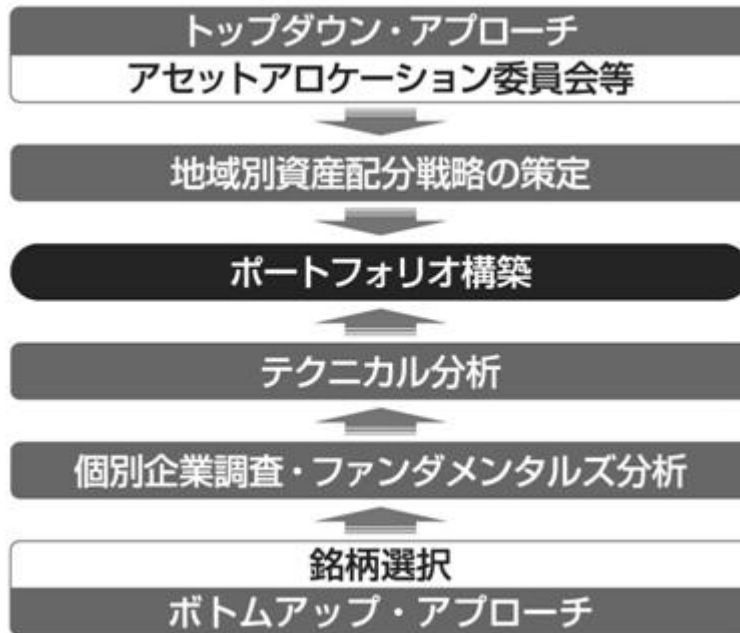 トップダウン・アプローチ
アセットアロケーション委員会等
地域別資産配分戦略の策定
ポートフォリオ構築
テクニカル分析
個別企業調査・ファンダメンタルズ分析
銘柄選択
ボトムアップ・アプローチ